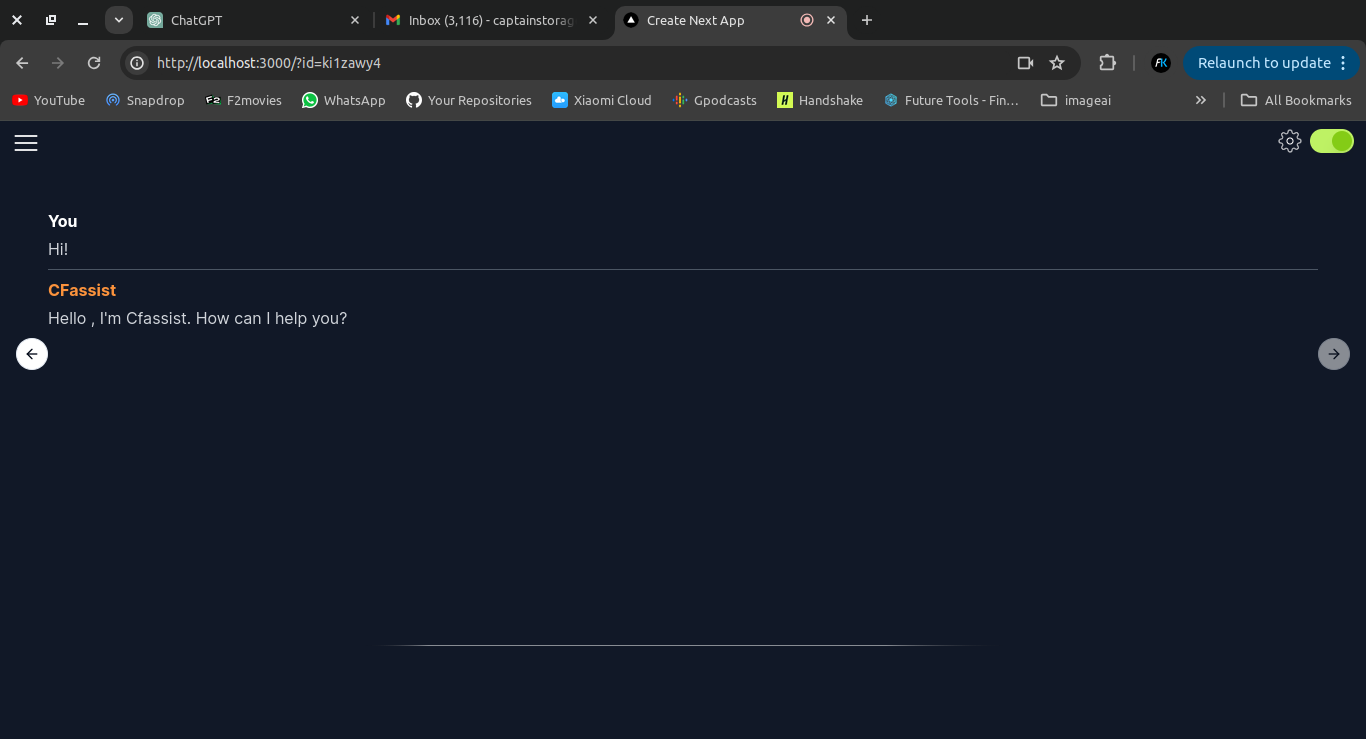 ChatGPT
Inbox (3,116) - captainstorag
Create Next App
http://localhost:3000/?id=ki1zawy4
Relaunch to update
YouTube
Snapdrop
F2movies
WhatsApp
Your Repositories
Xiaomi Cloud
Gpodcasts
Handshake
Future Tools - Fin…
imageai
All Bookmarks
You
Hi!
CFassist
Hello , I'm Cfassist. How can I help you?